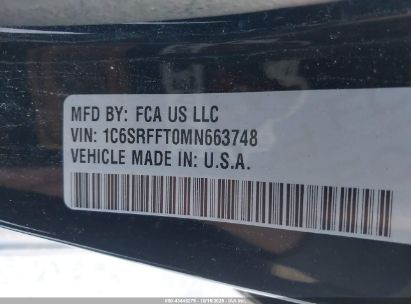 MFD BY: FCA US LLC
VIN: 1C6SRFFT0MN663748
VEHICLE MADE IN: U.S.A.